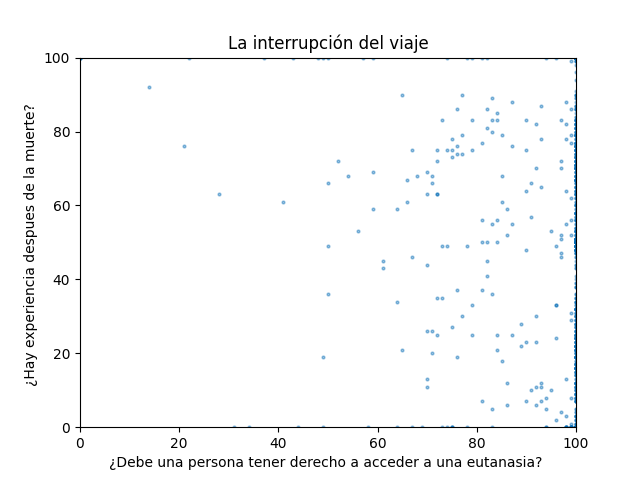 La interrupción del viaje
100
80
60
40
20
0
¿Hay experiencia despues de la muerte?
0 20 40 60 80 100
¿Debe una persona tener derecho a acceder a una eutanasia?